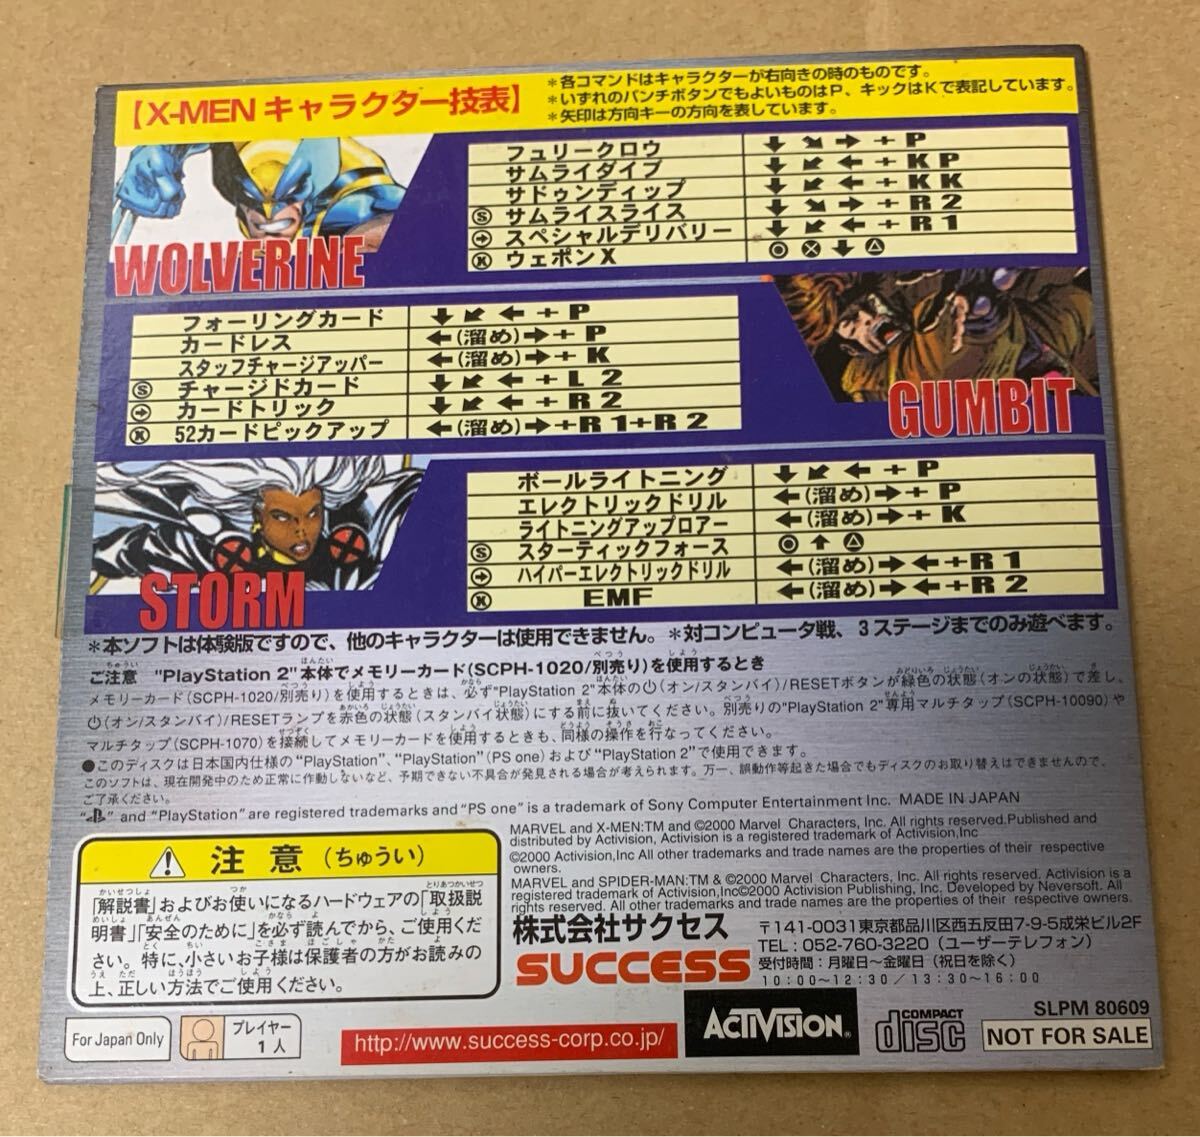 【X-MEN キャラクター技表】
＊各コマンドはキャラクターが右向きの時のものです。
＊いずれのパンチボタンでもよいものはP、キックはKで表記しています。
＊矢印は方向キーの方向を表しています。
WOLVERINE
フュリークロウ ↓ ↘ → + P
サムライダイブ ↓ ↙ ← + K P
サドゥンディップ ↓ ↙ ← + K K
Ⓢ サムライスライス ↓ ↘ → + R 2
⊙ スペシャルデリバリー ↓ ↙ ← + R 1
Ⓚ ウェポンX ◎ ⊗ ↓ △
GUMBIT
フォーリングカード ↓ ↙ ← + P
カードレス ←(溜め)→ + P
スタッフチャージアッパー ←(溜め)→ + K
Ⓢ チャージドカード ↓ ↙ ← + L 2
⊙ カードトリック ↓ ↙ ← + R 2
Ⓚ 52カードピックアップ ←(溜め)→+R 1+R 2
STORM
ボールライトニング ↓ ↙ ← + P
エレクトリックドリル ←(溜め)→ + P
ライトニングアップロアー ←(溜め)→ + K
Ⓢ スターティックフォース ◎ ↑ △
⊙ ハイパーエレクトリックドリル ←(溜め)→←+R 1
Ⓚ EMF ←(溜め)→←+R 2
＊本ソフトは体験版ですので、他のキャラクターは使用できません。＊対コンピュータ戦、3ステージまでのみ遊べます。
ご注意 "PlayStation 2"本体でメモリーカード(SCPH-1020/別売り)を使用するとき
メモリーカード(SCPH-1020/別売り)を使用するときは、必ず"PlayStation 2"本体の⏻(オン/スタンバイ)/RESETボタンが緑色の状態(オンの状態)で差し、
⏻(オン/スタンバイ)/RESETランプを赤色の状態(スタンバイ状態)にする前に抜いてください。別売りの"PlayStation 2"専用マルチタップ(SCPH-10090)や
マルチタップ(SCPH-1070)を接続してメモリーカードを使用するときも、同様の操作を行なってください。
●このディスクは日本国内仕様の"PlayStation"、"PlayStation"(PS one)および"PlayStation 2"で使用できます。
このソフトは、現在開発中のため正常に作動しないなど、予期できない不具合が発見される場合が考えられます。万一、誤動作等起きた場合でもディスクのお取り替えはできませんので、
ご了承ください。
" " and "PlayStation" are registered trademarks and "PS one" is a trademark of Sony Computer Entertainment Inc. MADE IN JAPAN
MARVEL and X-MEN:TM and ©2000 Marvel Characters, Inc. All rights reserved.Published and
distributed by Activision, Activision is a registered trademark of Activision,Inc
©2000 Activision,Inc All other trademarks and trade names are the properties of their respective
owners.
MARVEL and SPIDER-MAN:TM & ©2000 Marvel Characters, Inc. All rights reserved. Activision is a
registered trademark of Activision,Inc©2000 Activision Publishing, Inc. Developed by Neversoft. All
rights reserved. All other trademarks and trade names are the properties of their respective owners.
注意(ちゅうい)
「解説書」およびお使いになるハードウェアの「取扱説
明書」「安全のために」を必ず読んでから、ご使用くだ
さい。特に、小さいお子様は保護者の方がお読みの
上、正しい方法でご使用ください。
株式会社サクセス
SUCCESS
〒141-0031東京都品川区西五反田7-9-5成栄ビル2F
TEL：052-760-3220（ユーザーテレフォン）
受付時間：月曜日〜金曜日（祝日を除く）
10:00〜12:30／13:30〜16:00
For Japan Only
プレイヤー
1人
http://www.success-corp.co.jp/
ACTIVISION
COMPACT
disc
SLPM 80609
NOT FOR SALE